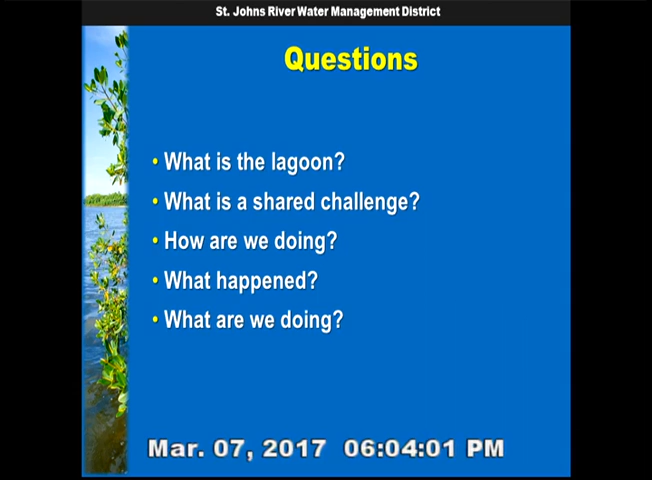 St. Johns River Water Management District
Questions
• What is the lagoon?
• What is a shared challenge?
• How are we doing?
• What happened?
• What are we doing?
Mar. 07, 2017 06:04:01 PM